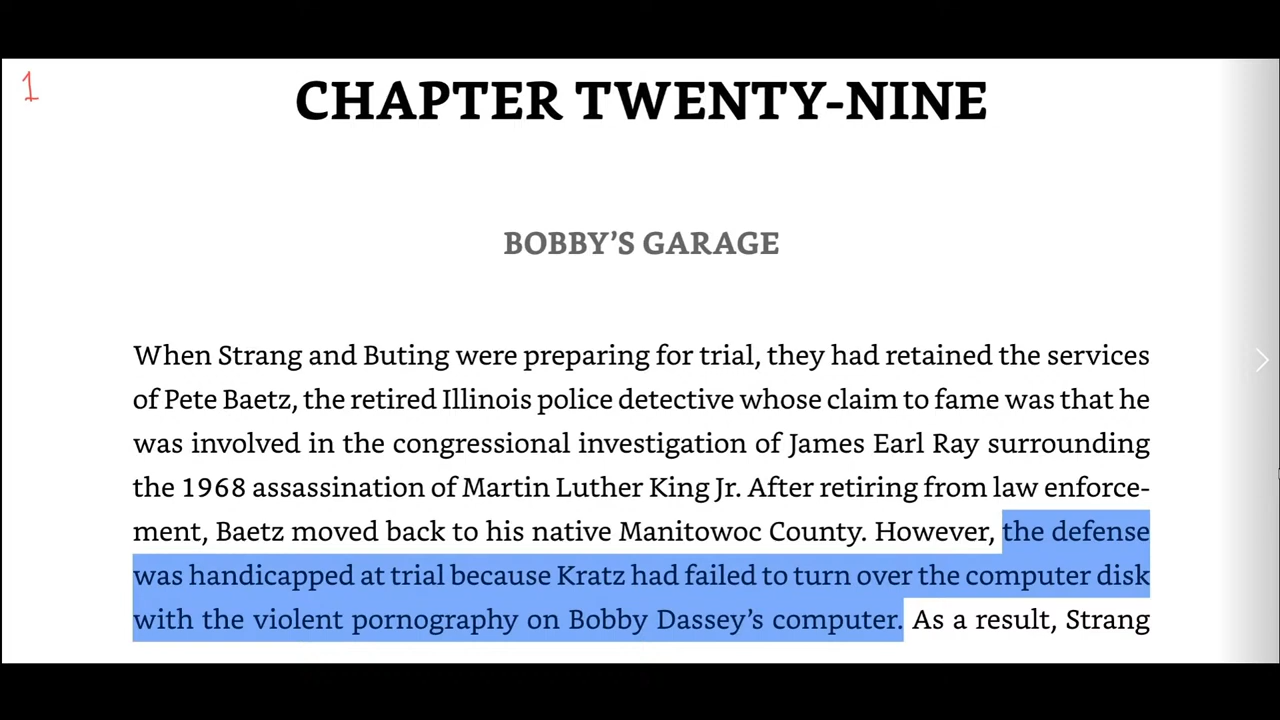 1
CHAPTER TWENTY-NINE
BOBBY’S GARAGE
When Strang and Buting were preparing for trial, they had retained the services
of Pete Baetz, the retired Illinois police detective whose claim to fame was that he
was involved in the congressional investigation of James Earl Ray surrounding
the 1968 assassination of Martin Luther King Jr. After retiring from law enforce-
ment, Baetz moved back to his native Manitowoc County. However, the defense
was handicapped at trial because Kratz had failed to turn over the computer disk
with the violent pornography on Bobby Dassey’s computer. As a result, Strang